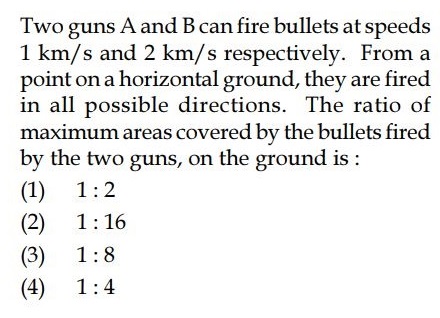 Two guns A and B can fire bullets at speeds
1 km/s and 2 km/s respectively. From a
point on a horizontal ground, they are fired
in all possible directions. The ratio of
maximum areas covered by the bullets fired
by the two guns, on the ground is :
(1) 1 : 2
(2) 1 : 16
(3) 1 : 8
(4) 1 : 4